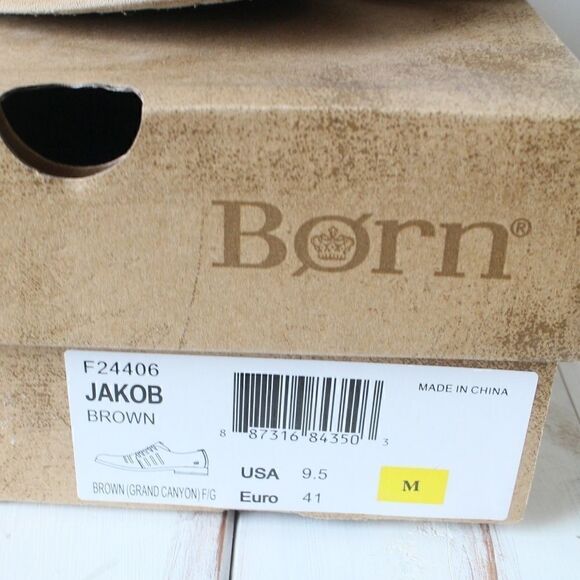 Børn®
F24406
JAKOB
BROWN
8 87316 84350 3
MADE IN CHINA
BROWN (GRAND CANYON) F/G
USA 9.5
Euro 41
M